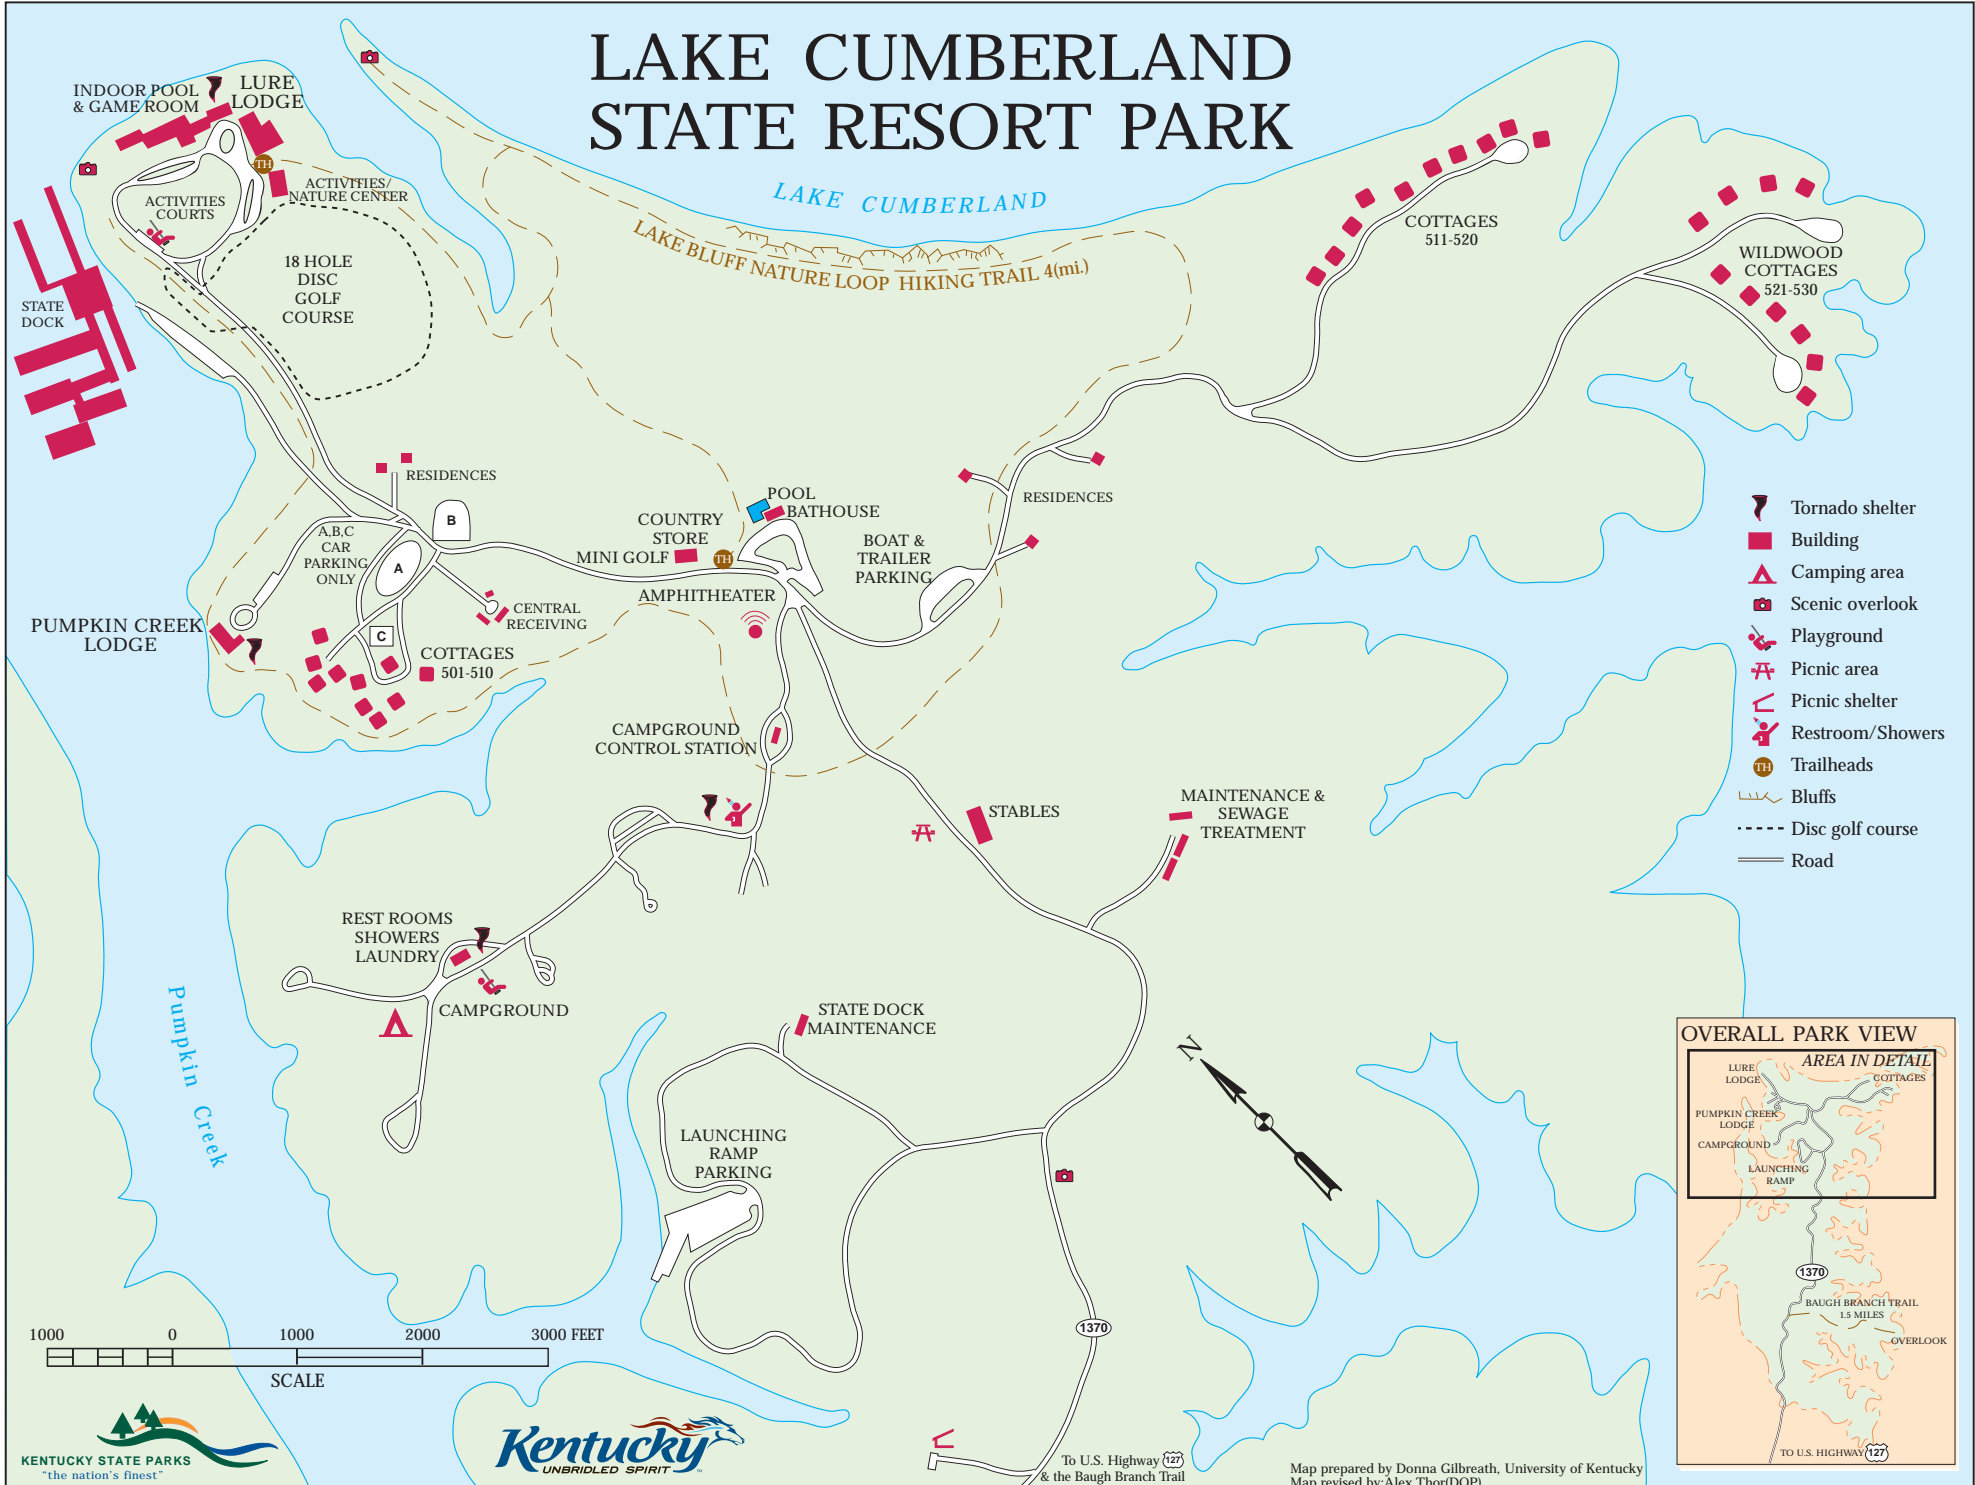 LAKE CUMBERLAND
STATE RESORT PARK
INDOOR POOL
& GAME ROOM
LURE
LODGE
TH
ACTIVITIES/
NATURE CENTER
ACTIVITIES
COURTS
18 HOLE
DISC
GOLF
COURSE
STATE
DOCK
LAKE CUMBERLAND
LAKE BLUFF NATURE LOOP HIKING TRAIL 4(mi.)
COTTAGES
511-520
WILDWOOD
COTTAGES
521-530
RESIDENCES
B
A,B,C
CAR
PARKING
ONLY
A
C
COUNTRY
STORE
MINI GOLF
TH
POOL
BATHOUSE
BOAT &
TRAILER
PARKING
RESIDENCES
AMPHITHEATER
CENTRAL
RECEIVING
PUMPKIN CREEK
LODGE
COTTAGES
501-510
CAMPGROUND
CONTROL STATION
STABLES
MAINTENANCE &
SEWAGE
TREATMENT
REST ROOMS
SHOWERS
LAUNDRY
CAMPGROUND
STATE DOCK
MAINTENANCE
Pumpkin Creek
LAUNCHING
RAMP
PARKING
N
1370
Tornado shelter
Building
Camping area
Scenic overlook
Playground
Picnic area
Picnic shelter
Restroom/Showers
TH Trailheads
Bluffs
Disc golf course
Road
OVERALL PARK VIEW
AREA IN DETAIL
LURE
LODGE
COTTAGES
PUMPKIN CREEK
LODGE
CAMPGROUND
LAUNCHING
RAMP
1370
BAUGH BRANCH TRAIL
1.5 MILES
OVERLOOK
TO U.S. HIGHWAY 127
1000 0 1000 2000 3000 FEET
SCALE
KENTUCKY STATE PARKS
"the nation's finest"
Kentucky
UNBRIDLED SPIRIT
To U.S. Highway 127
& the Baugh Branch Trail
Map prepared by Donna Gilbreath, University of Kentucky
Map revised by:Alex Thor(DOP)